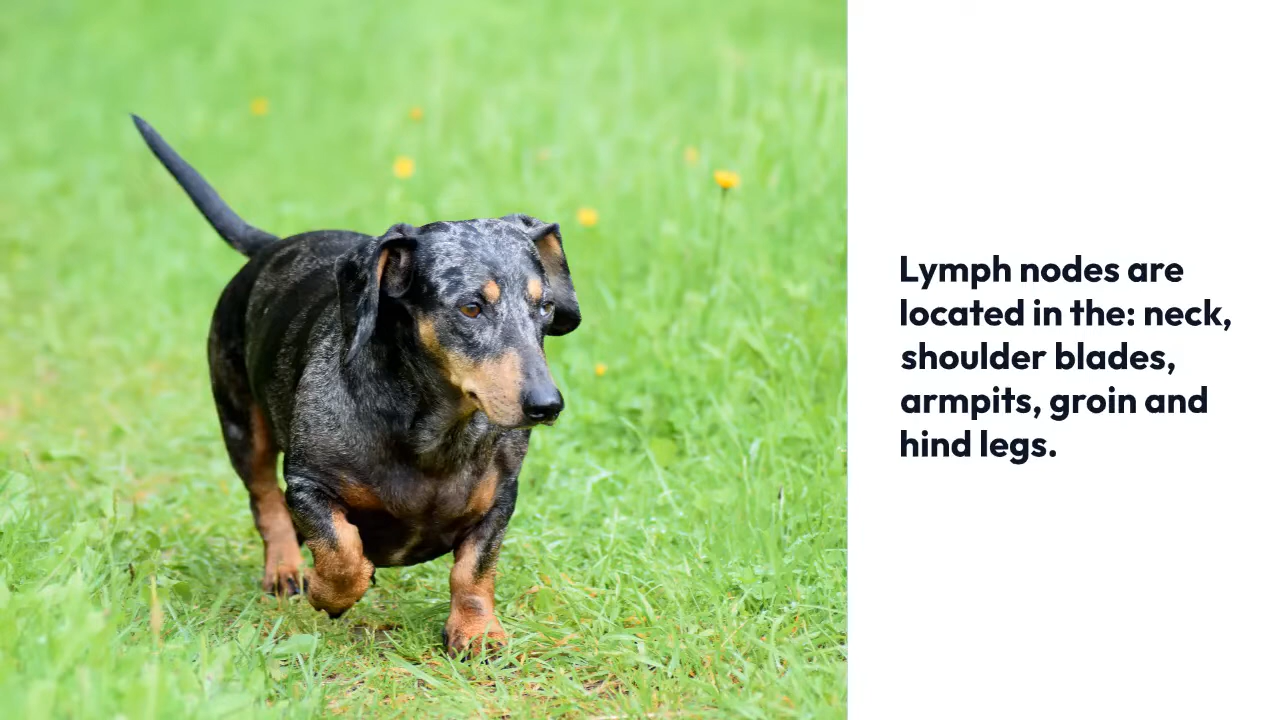 Lymph nodes are
located in the: neck,
shoulder blades,
armpits, groin and
hind legs.